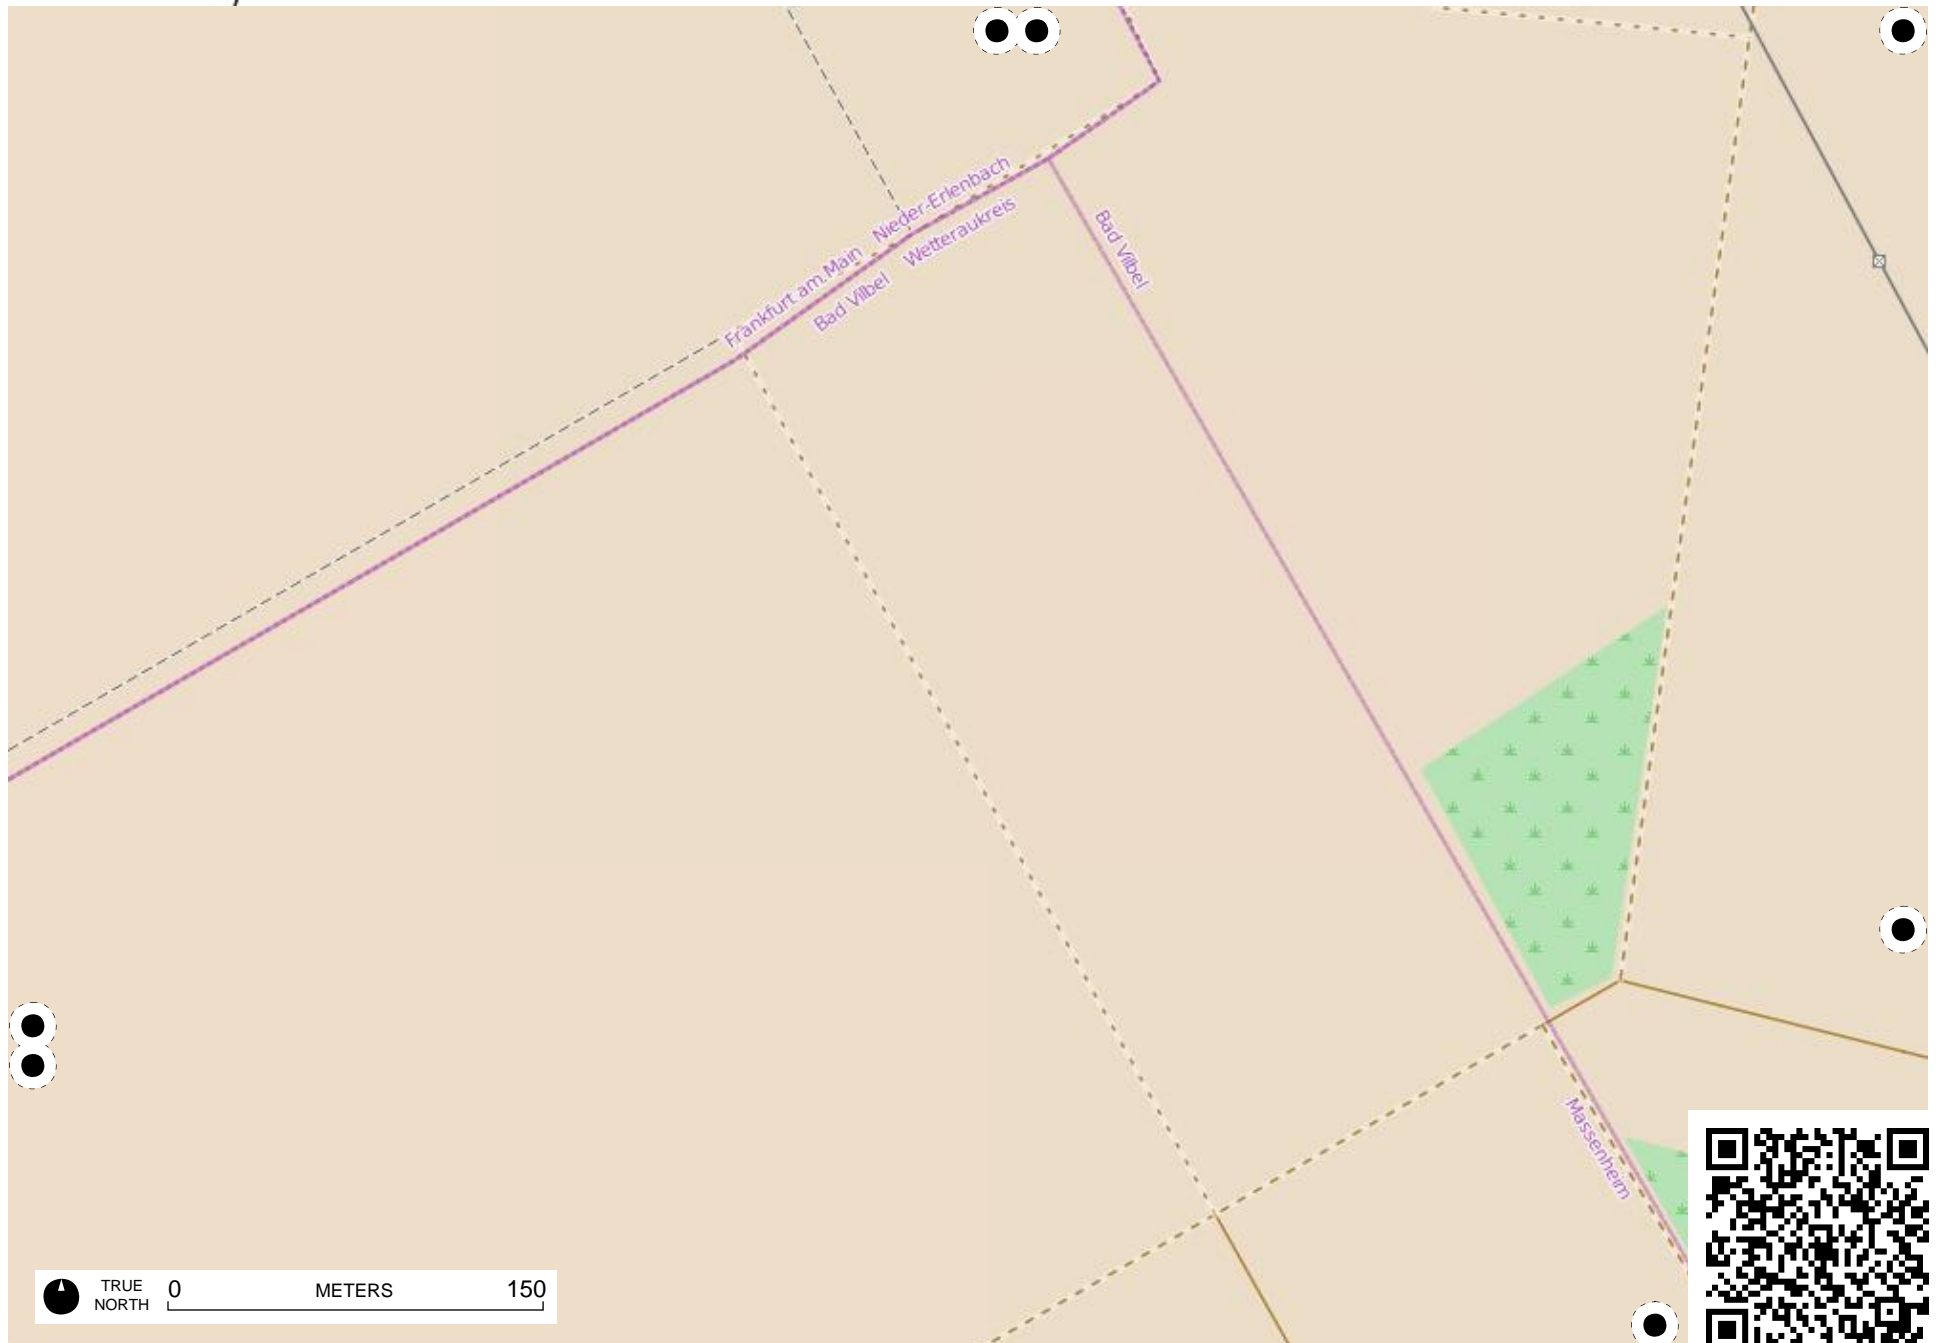 Nieder-Erlenbach
Frankfurt am Main
Wetteraukreis
Bad Vilbel
Bad Vilbel
Massenheim
TRUE
NORTH
0 METERS 150